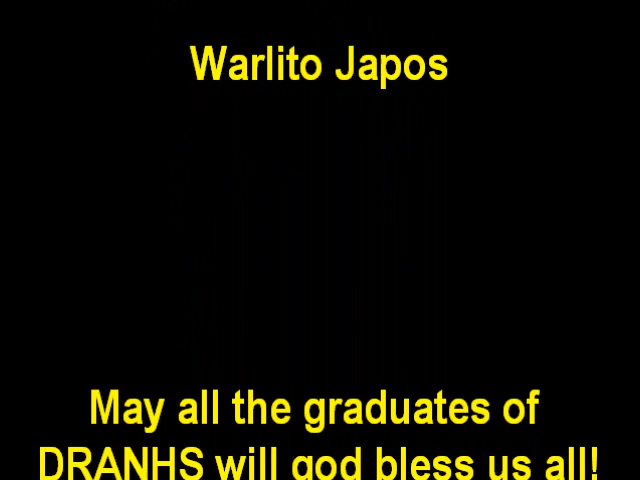 Warlito Japos
May all the graduates of
DRANHS will god bless us all!